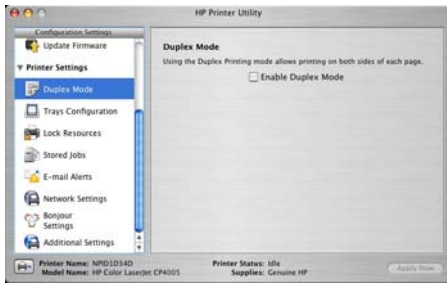 HP Printer Utility
Configuration Settings
Update Firmware
Printer Settings
Duplex Mode
Trays Configuration
Lock Resources
Stored Jobs
E-mail Alerts
Network Settings
Bonjour
Settings
Additional Settings
Duplex Mode
Using the Duplex Printing mode allows printing on both sides of each page.
Enable Duplex Mode
Printer Name: NPID1D34D
Model Name: HP Color LaserJet CP4005
Printer Status: Idle
Supplies: Genuine HP
Apply Now